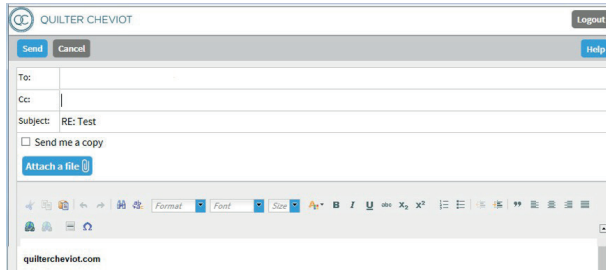 QC QUILTER CHEVIOT Logout
Send Cancel Help
To:
Cc:
Subject: RE: Test
Send me a copy
Attach a file
Format Font Size B I U abc X₂ X² ” Ω
quiltercheviot.com